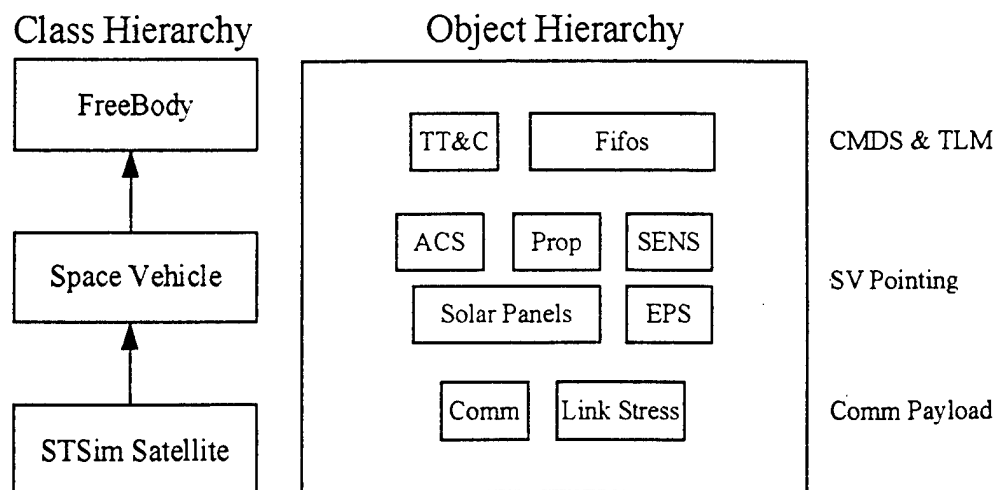 Class Hierarchy
Object Hierarchy
FreeBody
TT&C
Fifos
CMDS & TLM
ACS
Prop
SENS
Space Vehicle
SV Pointing
Solar Panels
EPS
Comm
Link Stress
Comm Payload
STSim Satellite